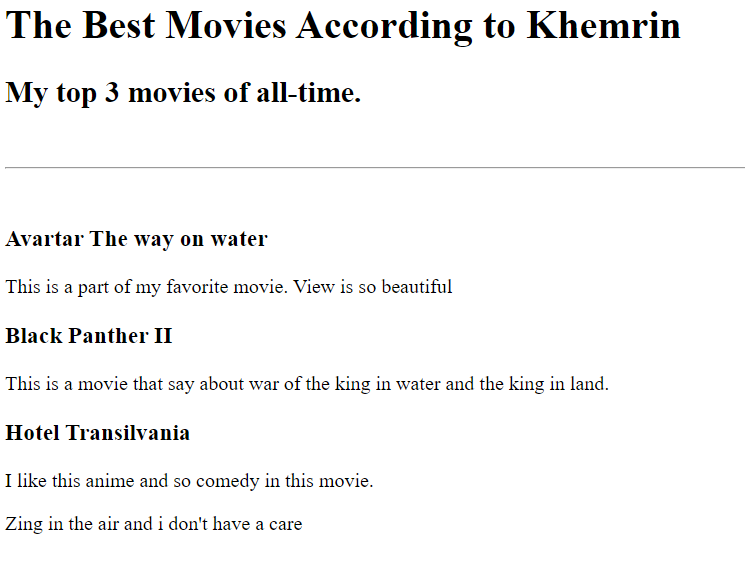 The Best Movies According to Khemrin
My top 3 movies of all-time.
Avartar The way on water
This is a part of my favorite movie. View is so beautiful
Black Panther II
This is a movie that say about war of the king in water and the king in land.
Hotel Transilvania
I like this anime and so comedy in this movie.
Zing in the air and i don't have a care